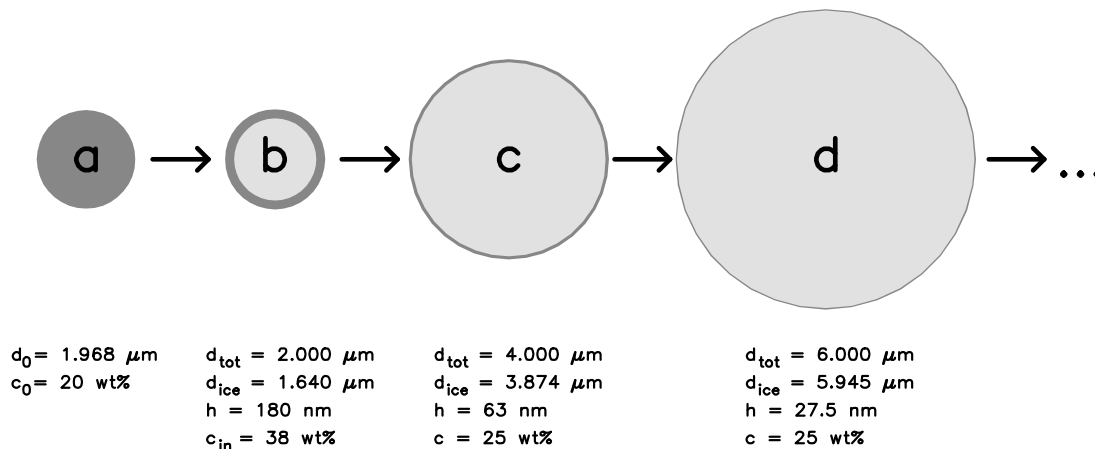 a
b
c
d
...
d0= 1.968 μm
c0= 20 wt%
dtot = 2.000 μm
dice = 1.640 μm
h = 180 nm
cin = 38 wt%
dtot = 4.000 μm
dice = 3.874 μm
h = 63 nm
c = 25 wt%
dtot = 6.000 μm
dice = 5.945 μm
h = 27.5 nm
c = 25 wt%